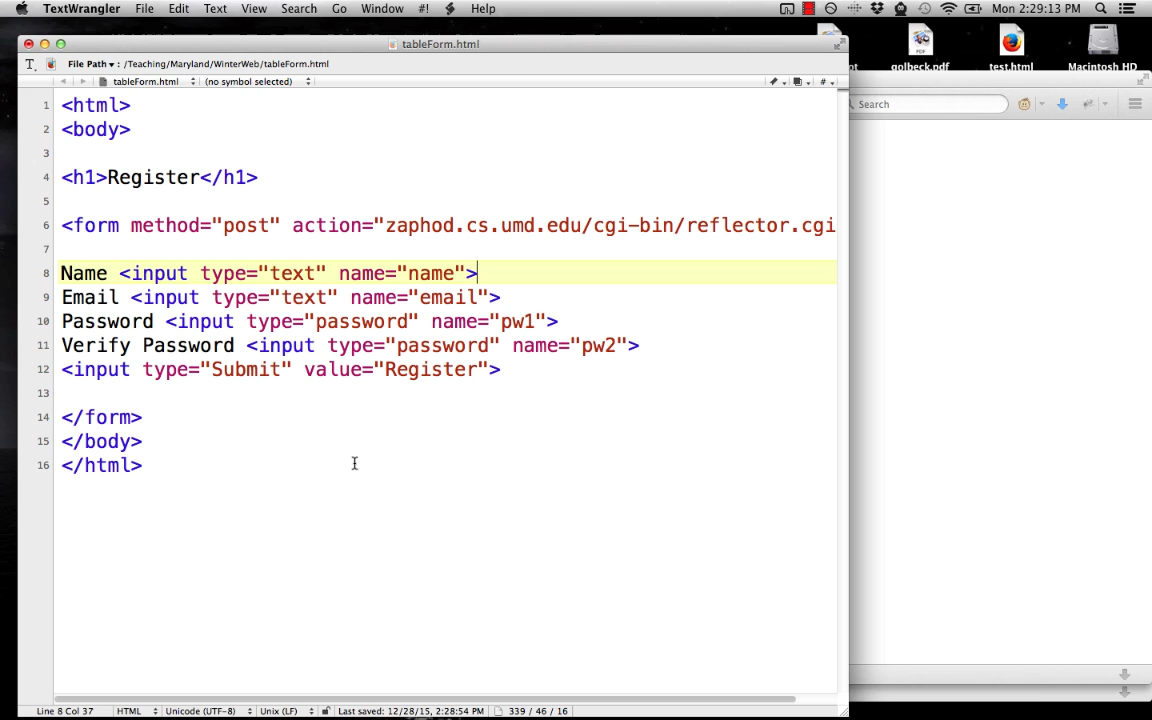 TextWrangler File Edit Text View Search Go Window #! Help Mon 2:29:13 PM
tableForm.html
golbeck.pdf test.html Macintosh HD
File Path ▾ : /Teaching/Maryland/WinterWeb/tableForm.html
tableForm.html (no symbol selected)
Search
1 <html>
2 <body>
3
4 <h1>Register</h1>
5
6 <form method="post" action="zaphod.cs.umd.edu/cgi-bin/reflector.cgi
7
8 Name <input type="text" name="name">
9 Email <input type="text" name="email">
10 Password <input type="password" name="pw1">
11 Verify Password <input type="password" name="pw2">
12 <input type="Submit" value="Register">
13
14 </form>
15 </body>
16 </html>
Line 8 Col 37 HTML Unicode (UTF-8) Unix (LF) Last saved: 12/28/15, 2:28:54 PM 339 / 46 / 16